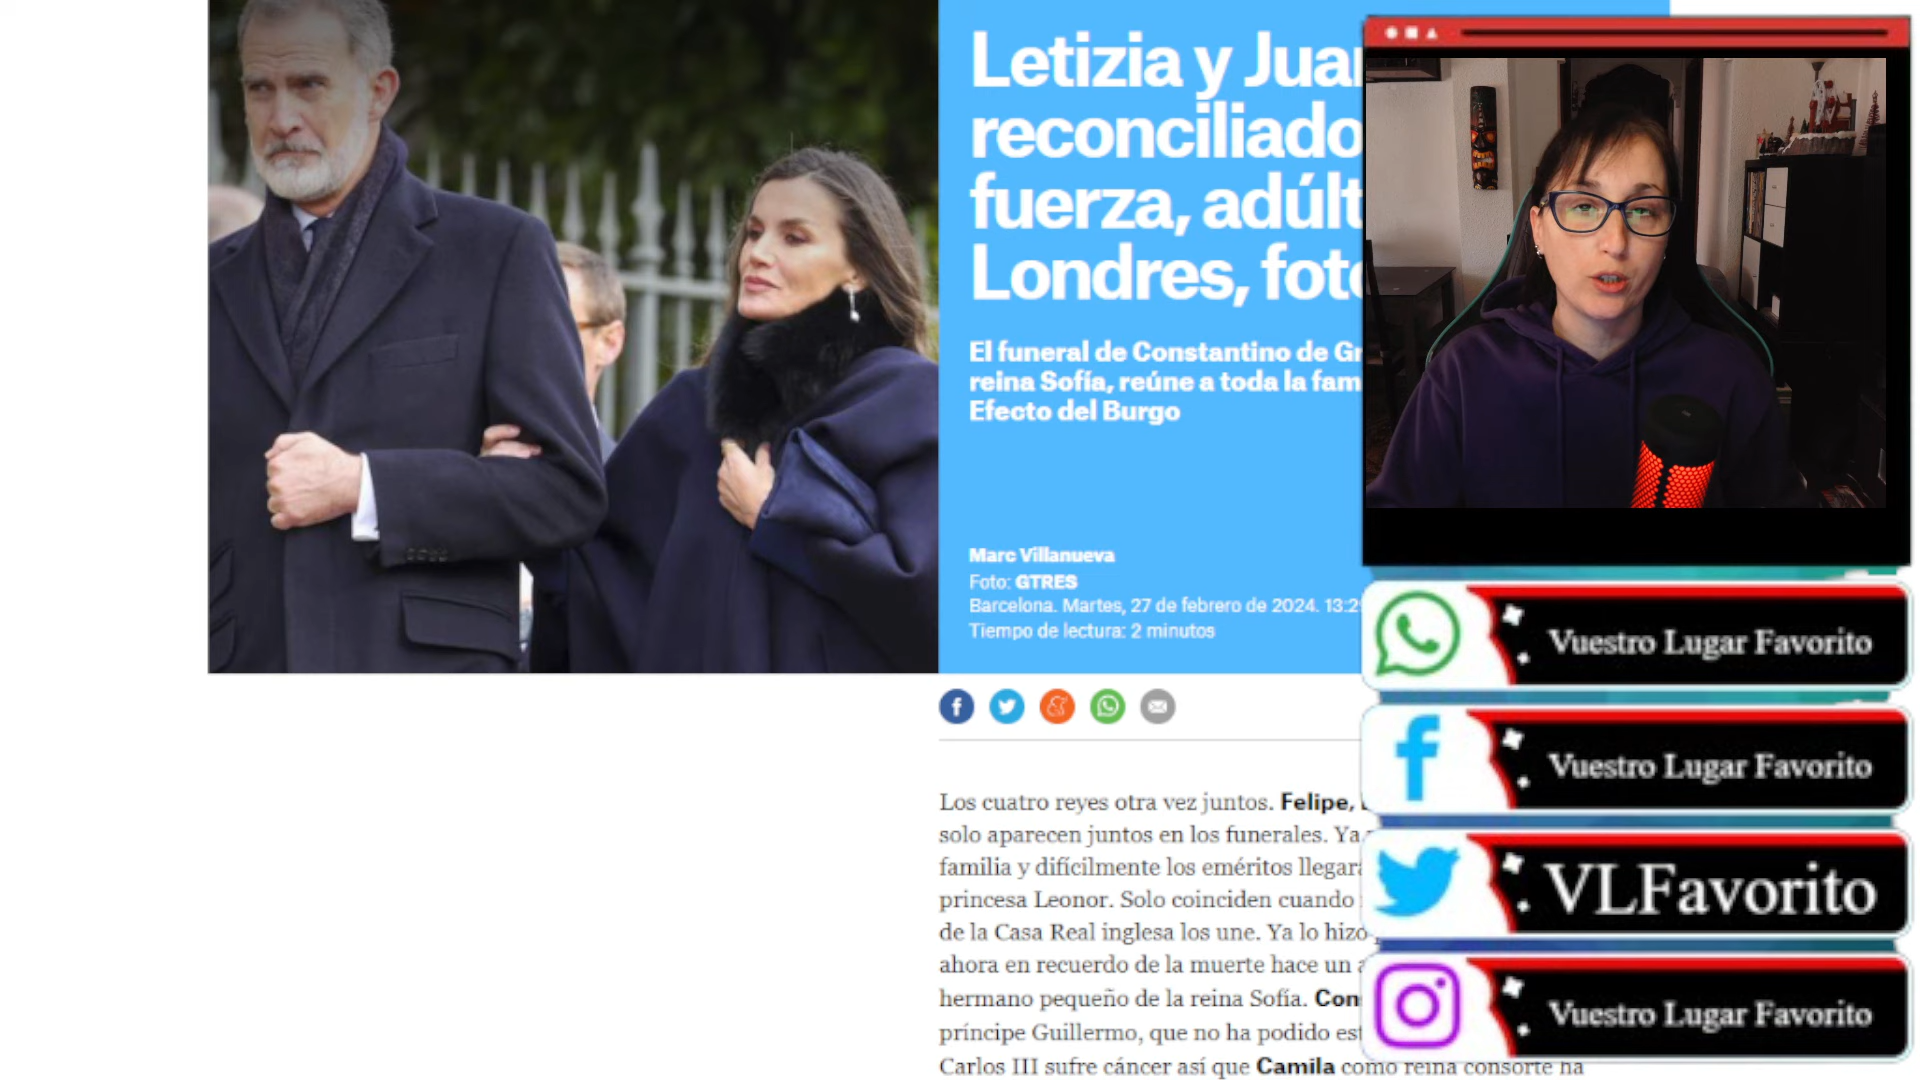 Letizia y Jua
reconciliado
fuerza, adúlt
Londres, foto
El funeral de Constantino de Gr
reina Sofía, reúne a toda la fam
Efecto del Burgo
Marc Villanueva
Foto: GTRES
Barcelona. Martes, 27 de febrero de 2024. 13:2
Tiempo de lectura: 2 minutos
Los cuatro reyes otra vez juntos. Felipe,
solo aparecen juntos en los funerales. Ya
familia y difícilmente los eméritos llegará
princesa Leonor. Solo coinciden cuando
de la Casa Real inglesa los une. Ya lo hizo
ahora en recuerdo de la muerte hace un a
hermano pequeño de la reina Sofía. Con
príncipe Guillermo, que no ha podido est
Carlos III sufre cáncer así que Camila como reina consorte ha
Vuestro Lugar Favorito
Vuestro Lugar Favorito
VLFavorito
Vuestro Lugar Favorito